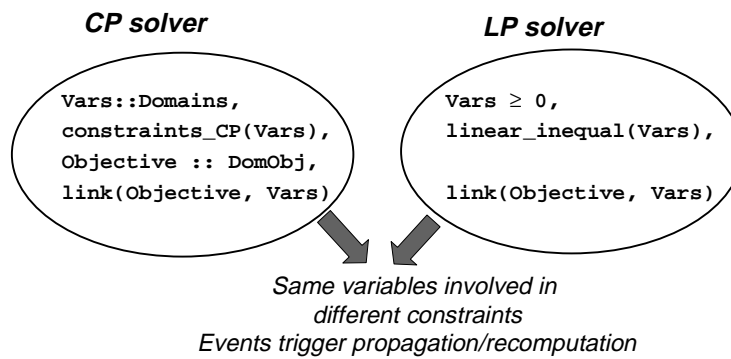 CP solver
Vars::Domains,
constraints_CP(Vars),
Objective :: DomObj,
link(Objective, Vars)
LP solver
Vars ≥ 0,
linear_inequal(Vars),
link(Objective, Vars)
Same variables involved in
different constraints
Events trigger propagation/recomputation